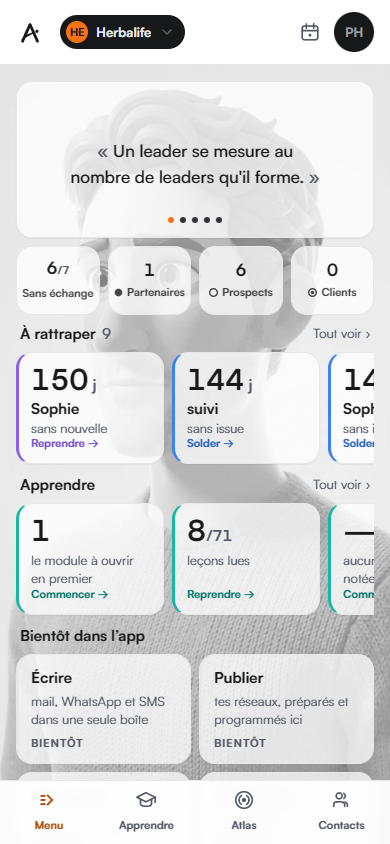 HE Herbalife PH
« Un leader se mesure au
nombre de leaders qu'il forme. »
6/7 1 6 0
Sans échange Partenaires Prospects Clients
À rattraper 9 Tout voir ›
150 j 144 j 14
Sophie suivi Soph
sans nouvelle sans issue sans i
Reprendre → Solder → Solder
Apprendre Tout voir ›
1 8/71 —
le module à ouvrir leçons lues aucun
en premier notée
Commencer → Reprendre → Comm
Bientôt dans l'app
Écrire Publier
mail, WhatsApp et SMS tes réseaux, préparés et
dans une seule boîte programmés ici
BIENTÔT BIENTÔT
Menu Apprendre Atlas Contacts